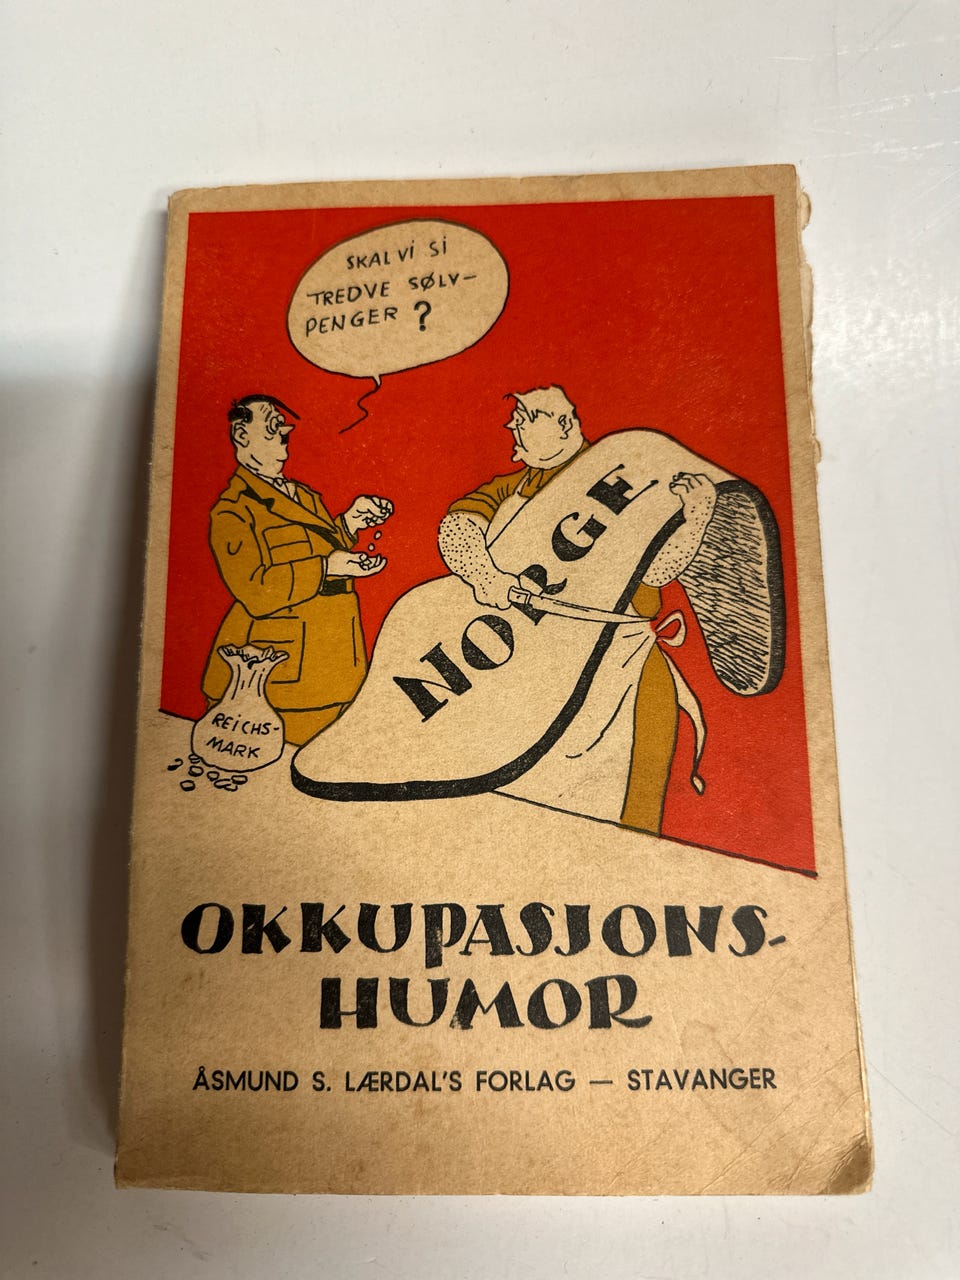 SKAL Vi Si
TREDVE SØLV-
PENGER ?
NORGE
REiCHS-
MARK
OKKUPASJONS-
HUMOR
ÅSMUND S. LÆRDAL'S FORLAG — STAVANGER